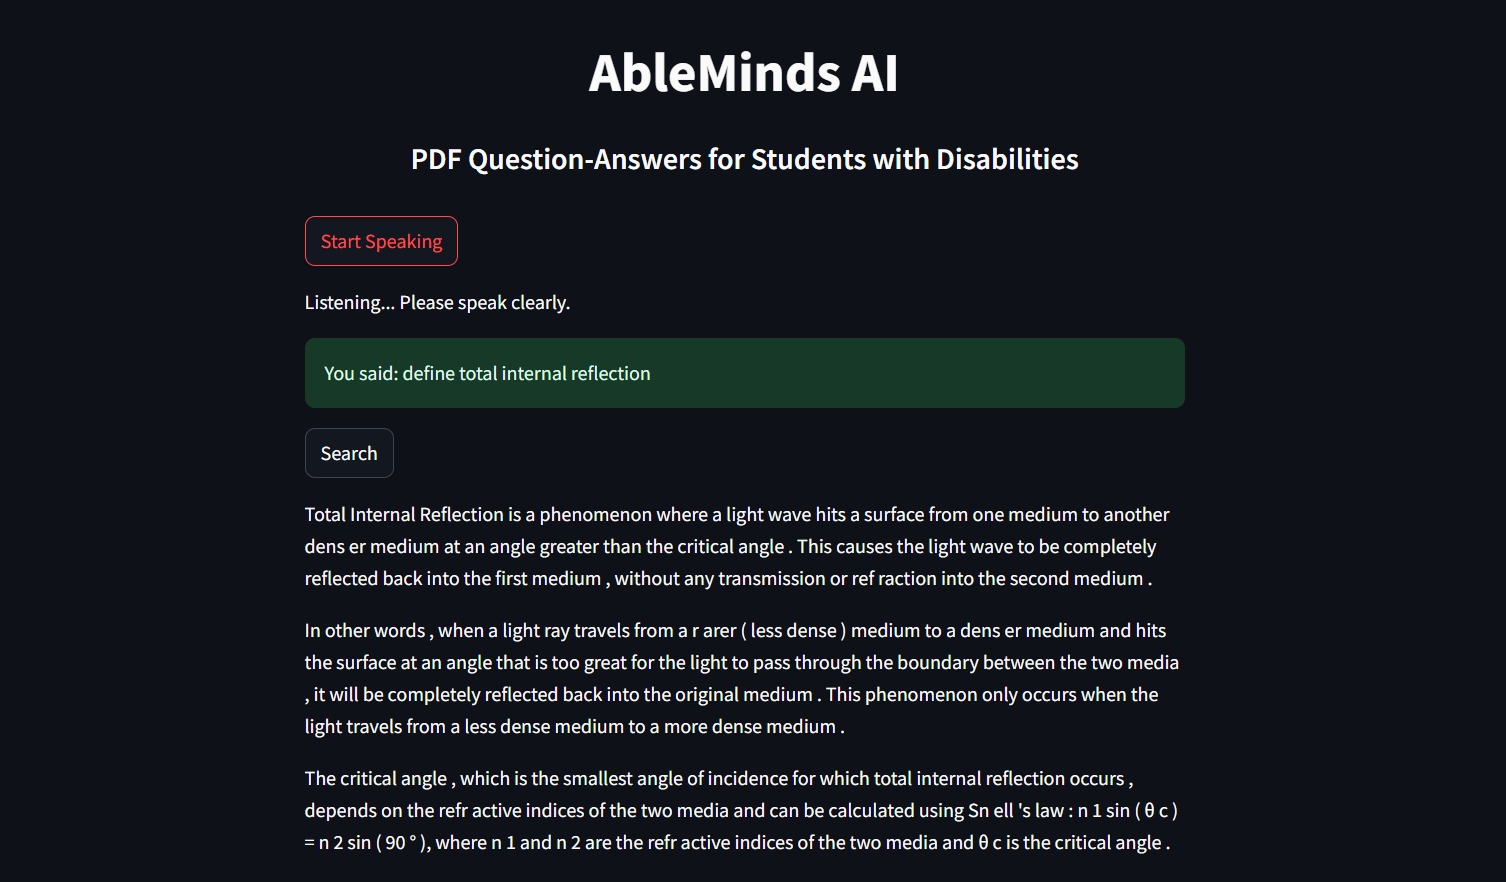 AbleMinds AI
PDF Question-Answers for Students with Disabilities
Start Speaking
Listening... Please speak clearly.
You said: define total internal reflection
Search
Total Internal Reflection is a phenomenon where a light wave hits a surface from one medium to another
dens er medium at an angle greater than the critical angle . This causes the light wave to be completely
reflected back into the first medium , without any transmission or ref raction into the second medium .
In other words , when a light ray travels from a r arer ( less dense ) medium to a dens er medium and hits
the surface at an angle that is too great for the light to pass through the boundary between the two media
, it will be completely reflected back into the original medium . This phenomenon only occurs when the
light travels from a less dense medium to a more dense medium .
The critical angle , which is the smallest angle of incidence for which total internal reflection occurs ,
depends on the refr active indices of the two media and can be calculated using Sn ell 's law : n 1 sin ( θ c )
= n 2 sin ( 90 ° ), where n 1 and n 2 are the refr active indices of the two media and θ c is the critical angle .